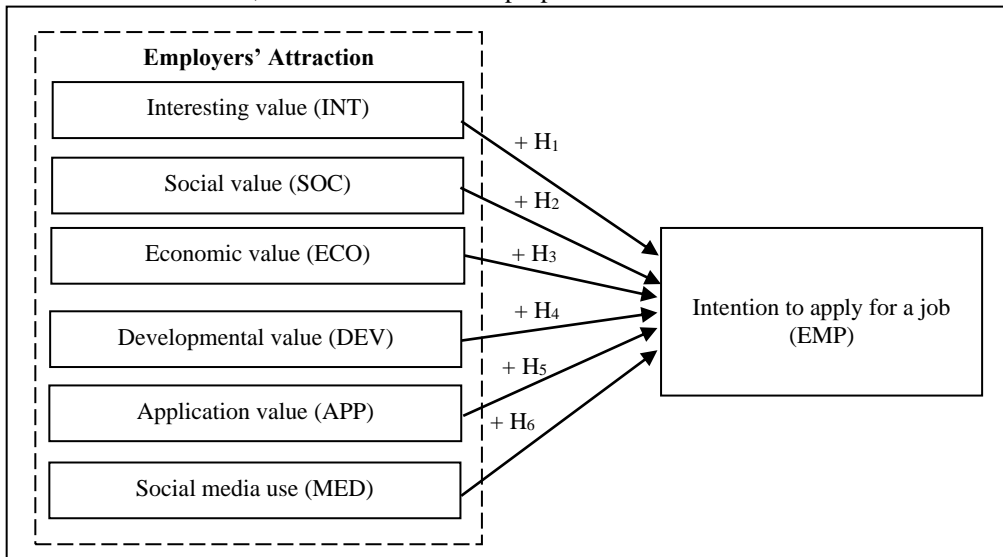 Employers’ Attraction
Interesting value (INT)
+ H1
Social value (SOC)
+ H2
Economic value (ECO)
+ H3
Intention to apply for a job
(EMP)
Developmental value (DEV)
+ H4
Application value (APP)
+ H5
+ H6
Social media use (MED)